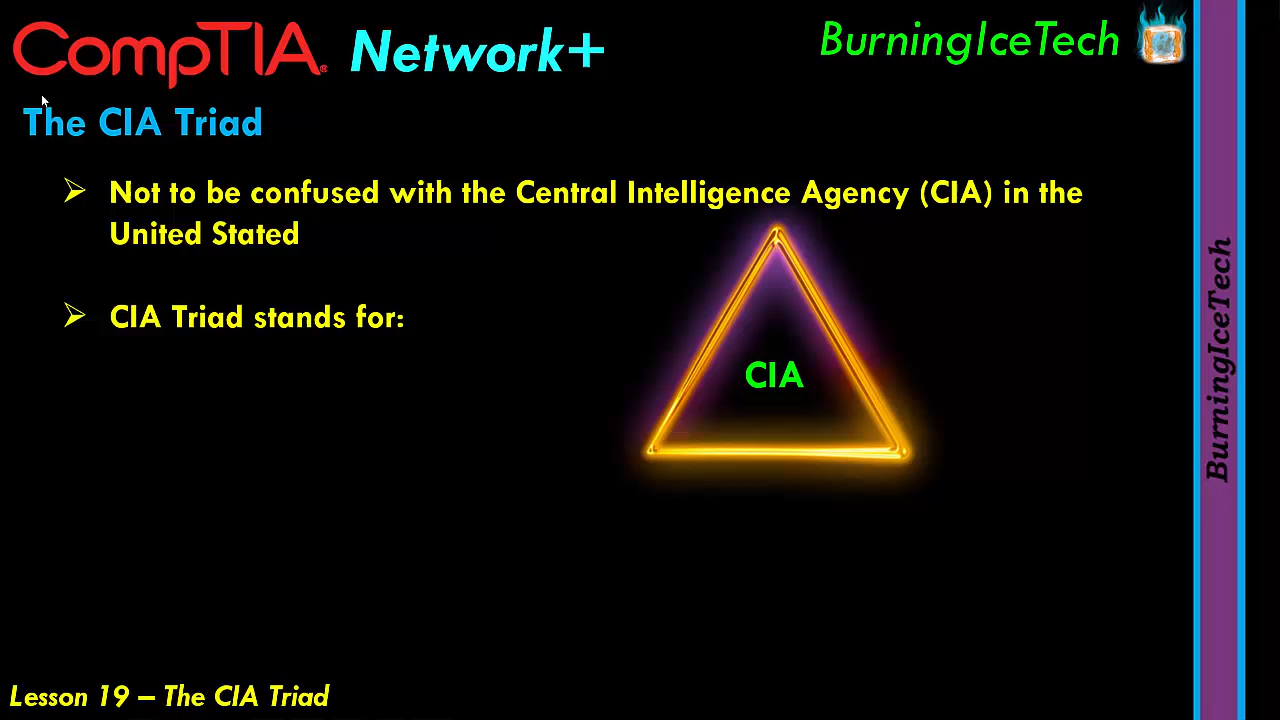 CompTIA. Network+
BurningIceTech
The CIA Triad
Not to be confused with the Central Intelligence Agency (CIA) in the
United Stated
CIA Triad stands for:
CIA
BurningIceTech
Lesson 19 – The CIA Triad